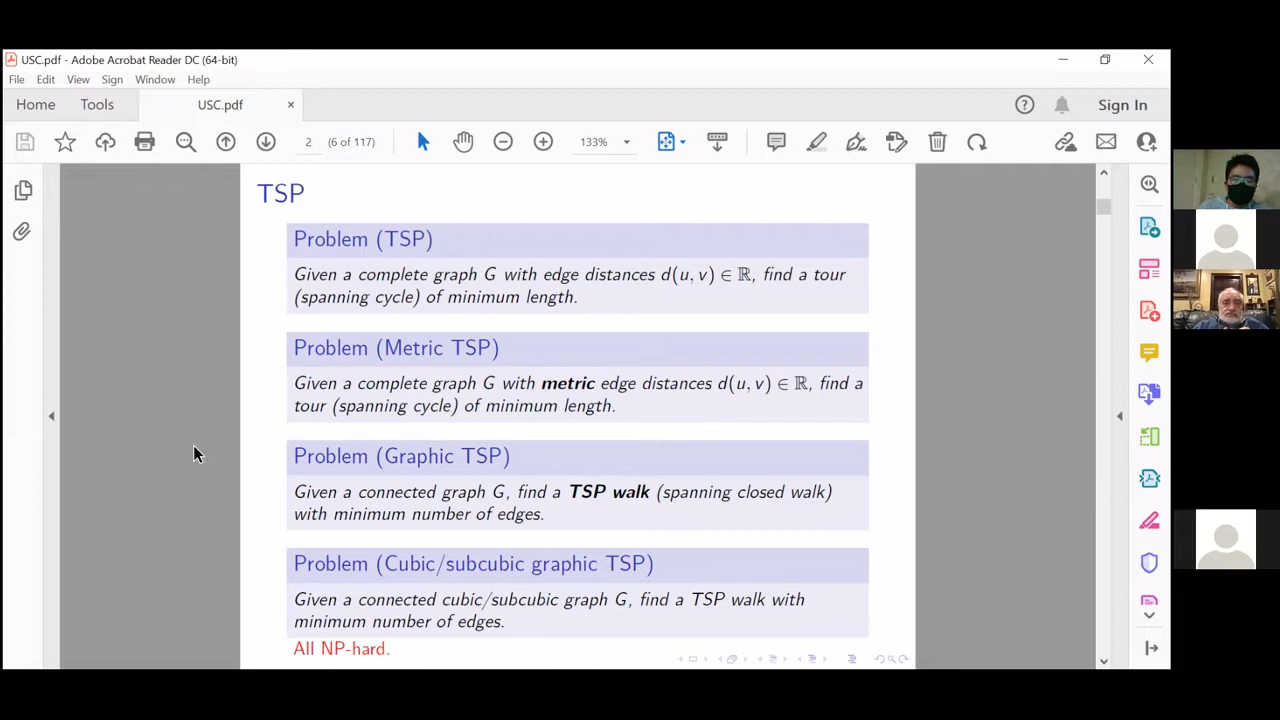 USC.pdf - Adobe Acrobat Reader DC (64-bit)
File Edit View Sign Window Help
Home Tools USC.pdf × Sign In
2 (6 of 117) 133%
TSP
Problem (TSP)
Given a complete graph G with edge distances d(u, v) ∈ ℝ, find a tour
(spanning cycle) of minimum length.
Problem (Metric TSP)
Given a complete graph G with metric edge distances d(u, v) ∈ ℝ, find a
tour (spanning cycle) of minimum length.
Problem (Graphic TSP)
Given a connected graph G, find a TSP walk (spanning closed walk)
with minimum number of edges.
Problem (Cubic/subcubic graphic TSP)
Given a connected cubic/subcubic graph G, find a TSP walk with
minimum number of edges.
All NP-hard.